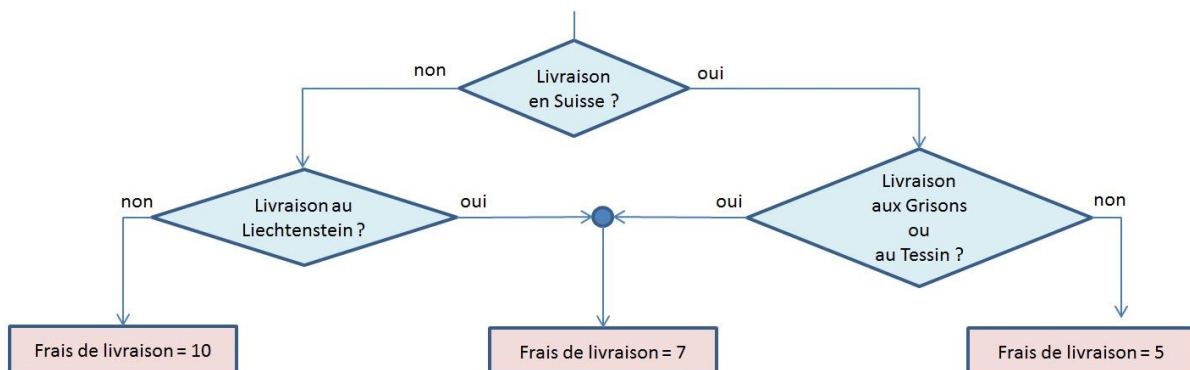 Livraison
en Suisse ?
non
oui
Livraison au
Liechtenstein ?
non
oui
Livraison
aux Grisons
ou
au Tessin ?
oui
non
Frais de livraison = 10
Frais de livraison = 7
Frais de livraison = 5